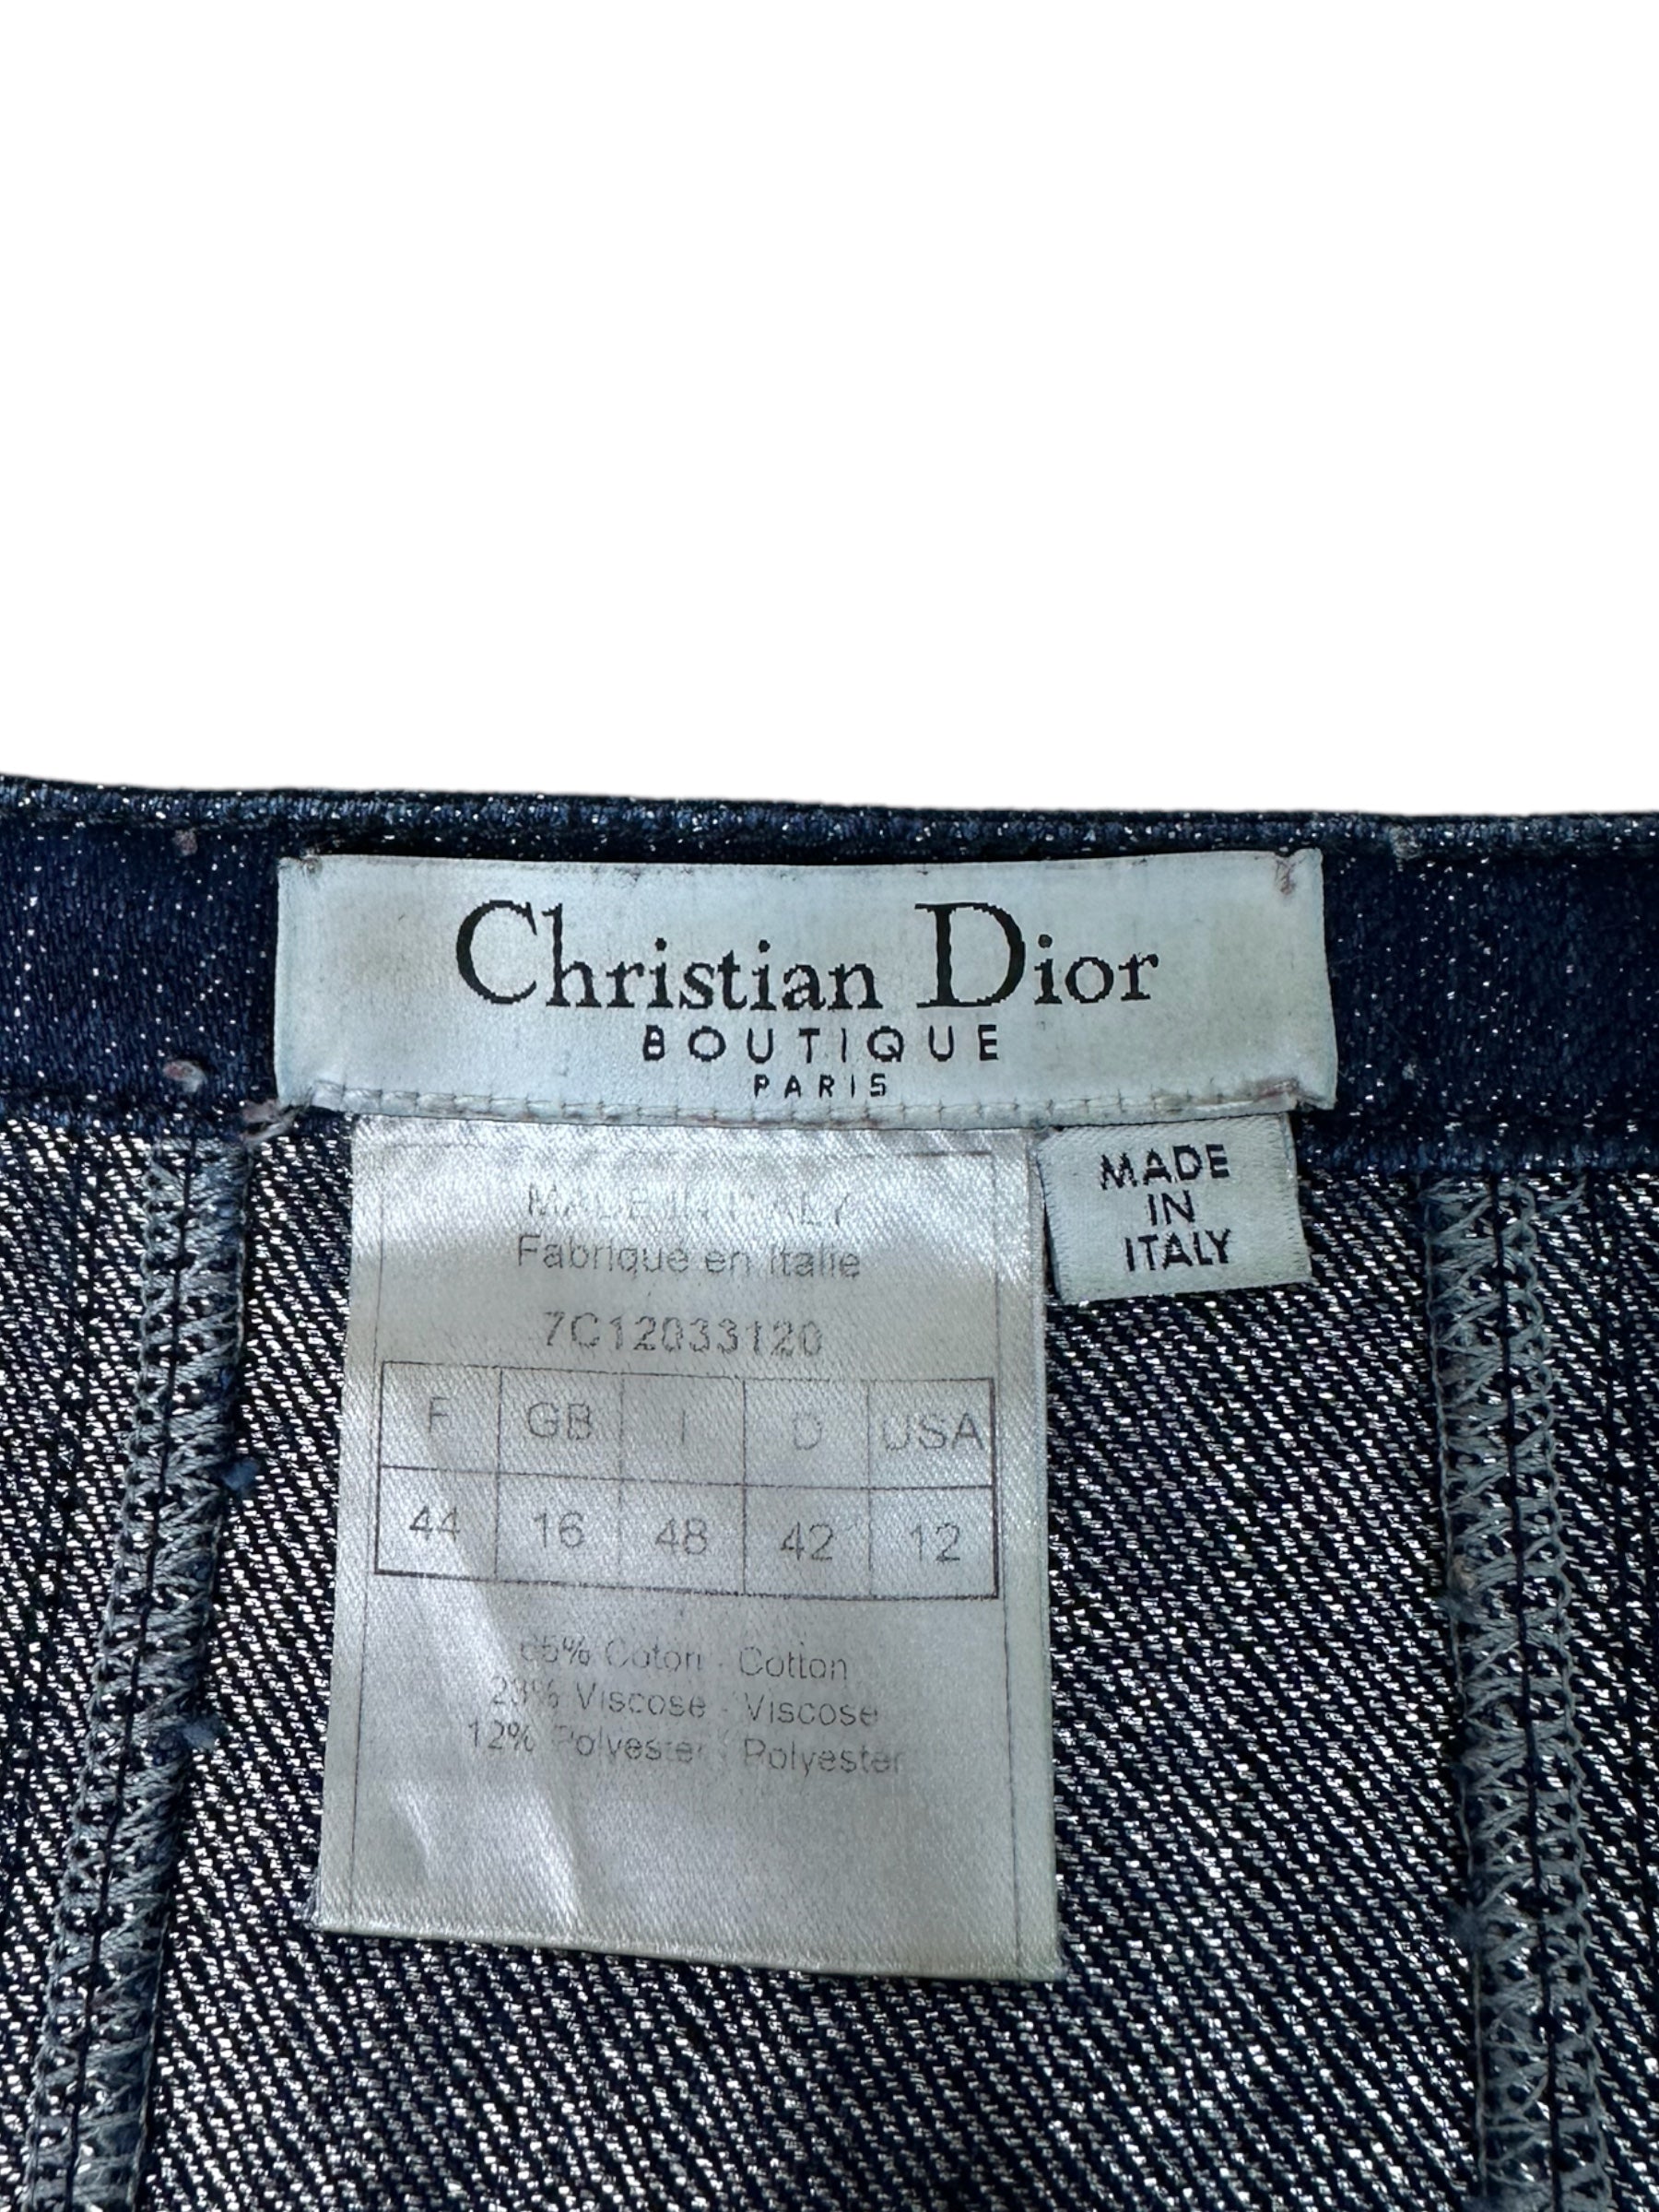 Christian Dior
BOUTIQUE
PARIS
MADE
IN
ITALY
MADE IN ITALY
Fabriqué en Italie
7C12033120
F GB I D USA
44 16 48 42 12
65% Coton - Cotton
23% Viscose - Viscose
12% Polyester - Polyester